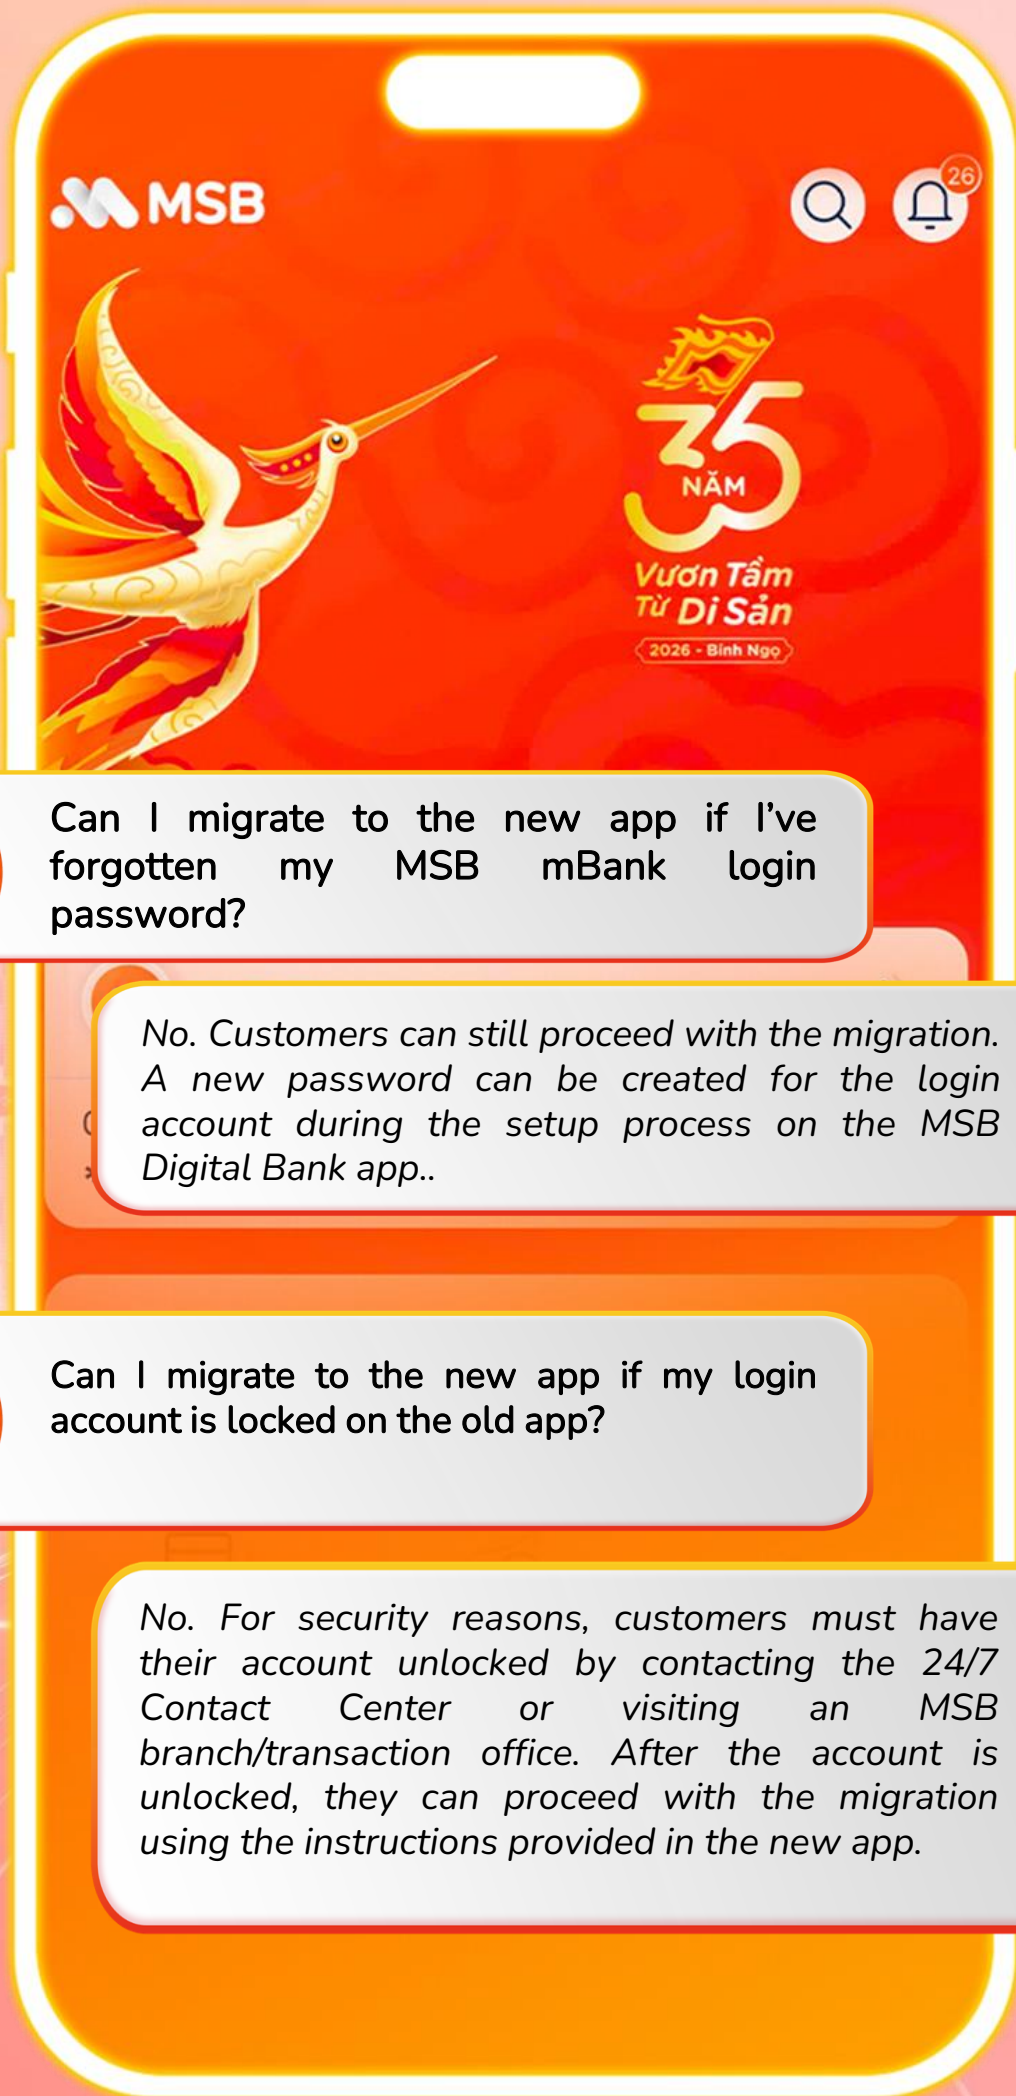 MSB
26
35
NĂM
Vươn Tầm
Từ Di Sản
2026 - Bính Ngọ
Can I migrate to the new app if I’ve
forgotten my MSB mBank login
password?
No. Customers can still proceed with the migration.
A new password can be created for the login
account during the setup process on the MSB
Digital Bank app..
Can I migrate to the new app if my login
account is locked on the old app?
No. For security reasons, customers must have
their account unlocked by contacting the 24/7
Contact Center or visiting an MSB
branch/transaction office. After the account is
unlocked, they can proceed with the migration
using the instructions provided in the new app.